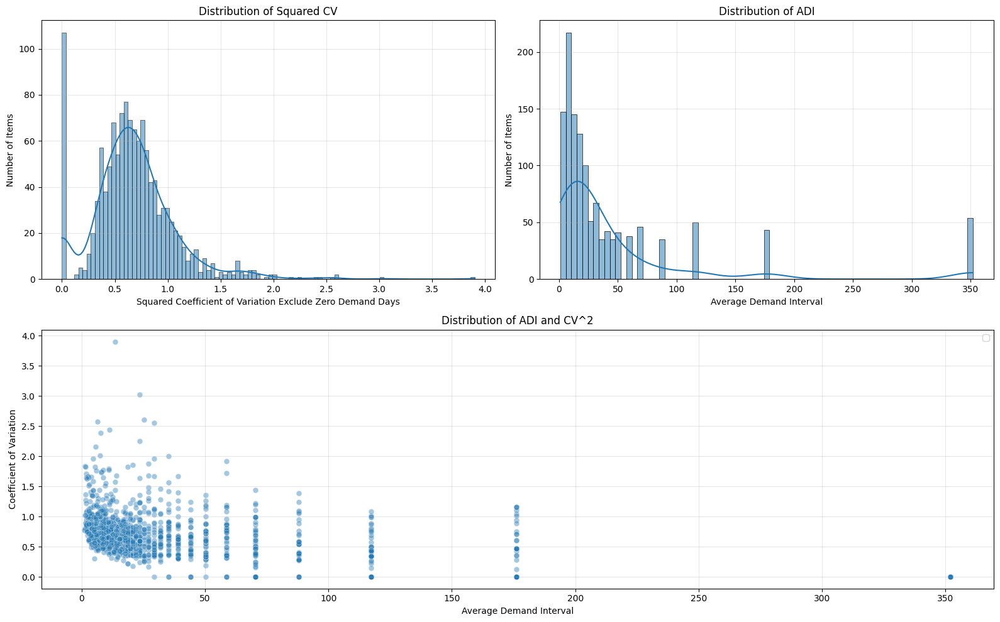 Distribution of Squared CV
Number of Items
100
80
60
40
20
0
0.0 0.5 1.0 1.5 2.0 2.5 3.0 3.5 4.0
Squared Coefficient of Variation Exclude Zero Demand Days
Distribution of ADI
Number of Items
200
150
100
50
0
0 50 100 150 200 250 300 350
Average Demand Interval
Distribution of ADI and CV^2
Coefficient of Variation
4.0
3.5
3.0
2.5
2.0
1.5
1.0
0.5
0.0
0 50 100 150 200 250 300 350
Average Demand Interval